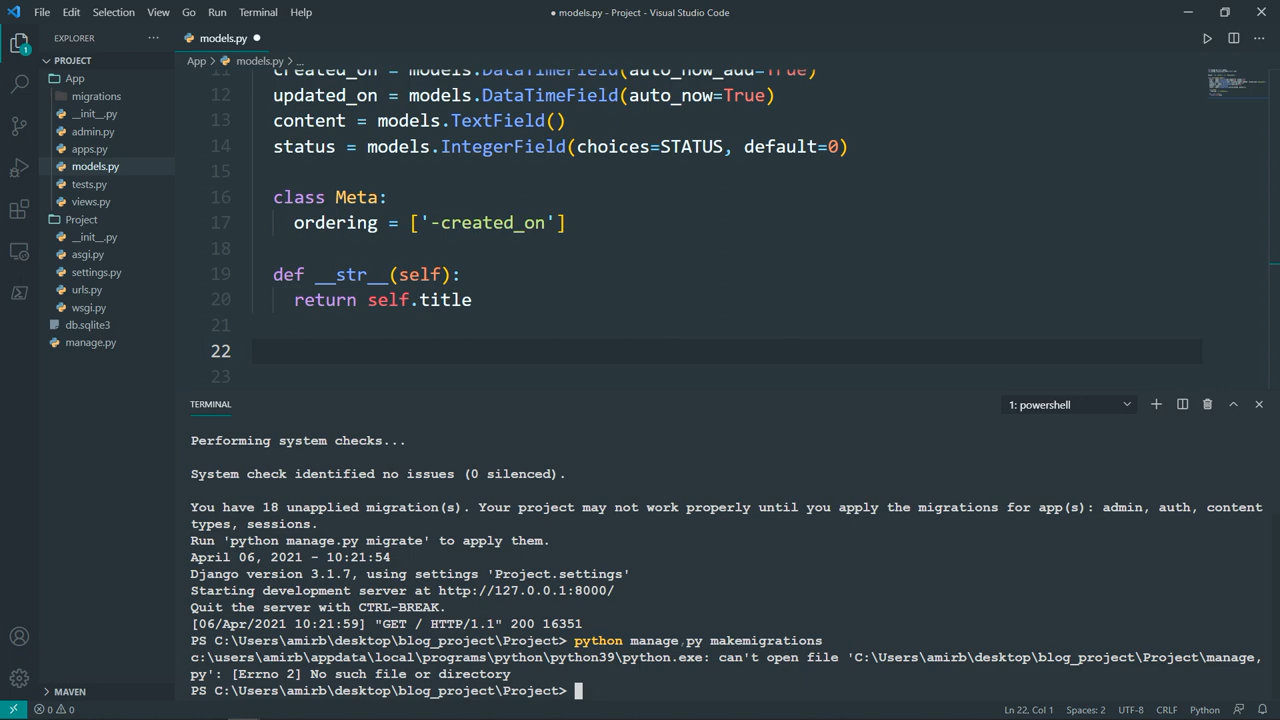 File Edit Selection View Go Run Terminal Help
● models.py - Project - Visual Studio Code
EXPLORER
PROJECT
App
migrations
__init__.py
admin.py
apps.py
models.py
tests.py
views.py
Project
__init__.py
asgi.py
settings.py
urls.py
wsgi.py
db.sqlite3
manage.py
MAVEN
1
models.py
App > models.py > ...
11 created_on = models.DataTimeField(auto_now_add=True)
12 updated_on = models.DataTimeField(auto_now=True)
13 content = models.TextField()
14 status = models.IntegerField(choices=STATUS, default=0)
15
16 class Meta:
17 ordering = ['-created_on']
18
19 def __str__(self):
20 return self.title
21
22
23
TERMINAL
1: powershell
Performing system checks...
System check identified no issues (0 silenced).
You have 18 unapplied migration(s). Your project may not work properly until you apply the migrations for app(s): admin, auth, content
types, sessions.
Run 'python manage.py migrate' to apply them.
April 06, 2021 - 10:21:54
Django version 3.1.7, using settings 'Project.settings'
Starting development server at http://127.0.0.1:8000/
Quit the server with CTRL-BREAK.
[06/Apr/2021 10:21:59] "GET / HTTP/1.1" 200 16351
PS C:\Users\amirb\desktop\blog_project\Project> python manage,py makemigrations
c:\users\amirb\appdata\local\programs\python\python39\python.exe: can't open file 'C:\Users\amirb\desktop\blog_project\Project\manage,
py': [Errno 2] No such file or directory
PS C:\Users\amirb\desktop\blog_project\Project>
0 0
Ln 22, Col 1 Spaces: 2 UTF-8 CRLF Python